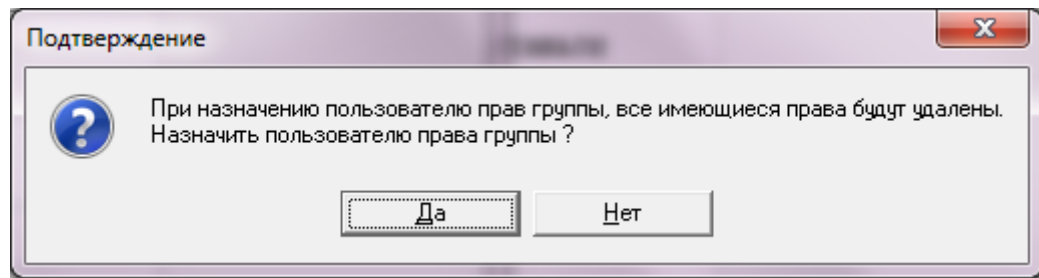 Подтверждение
При назначению пользователю прав группы, все имеющиеся права будут удалены.
Назначить пользователю права группы ?
Да
Нет